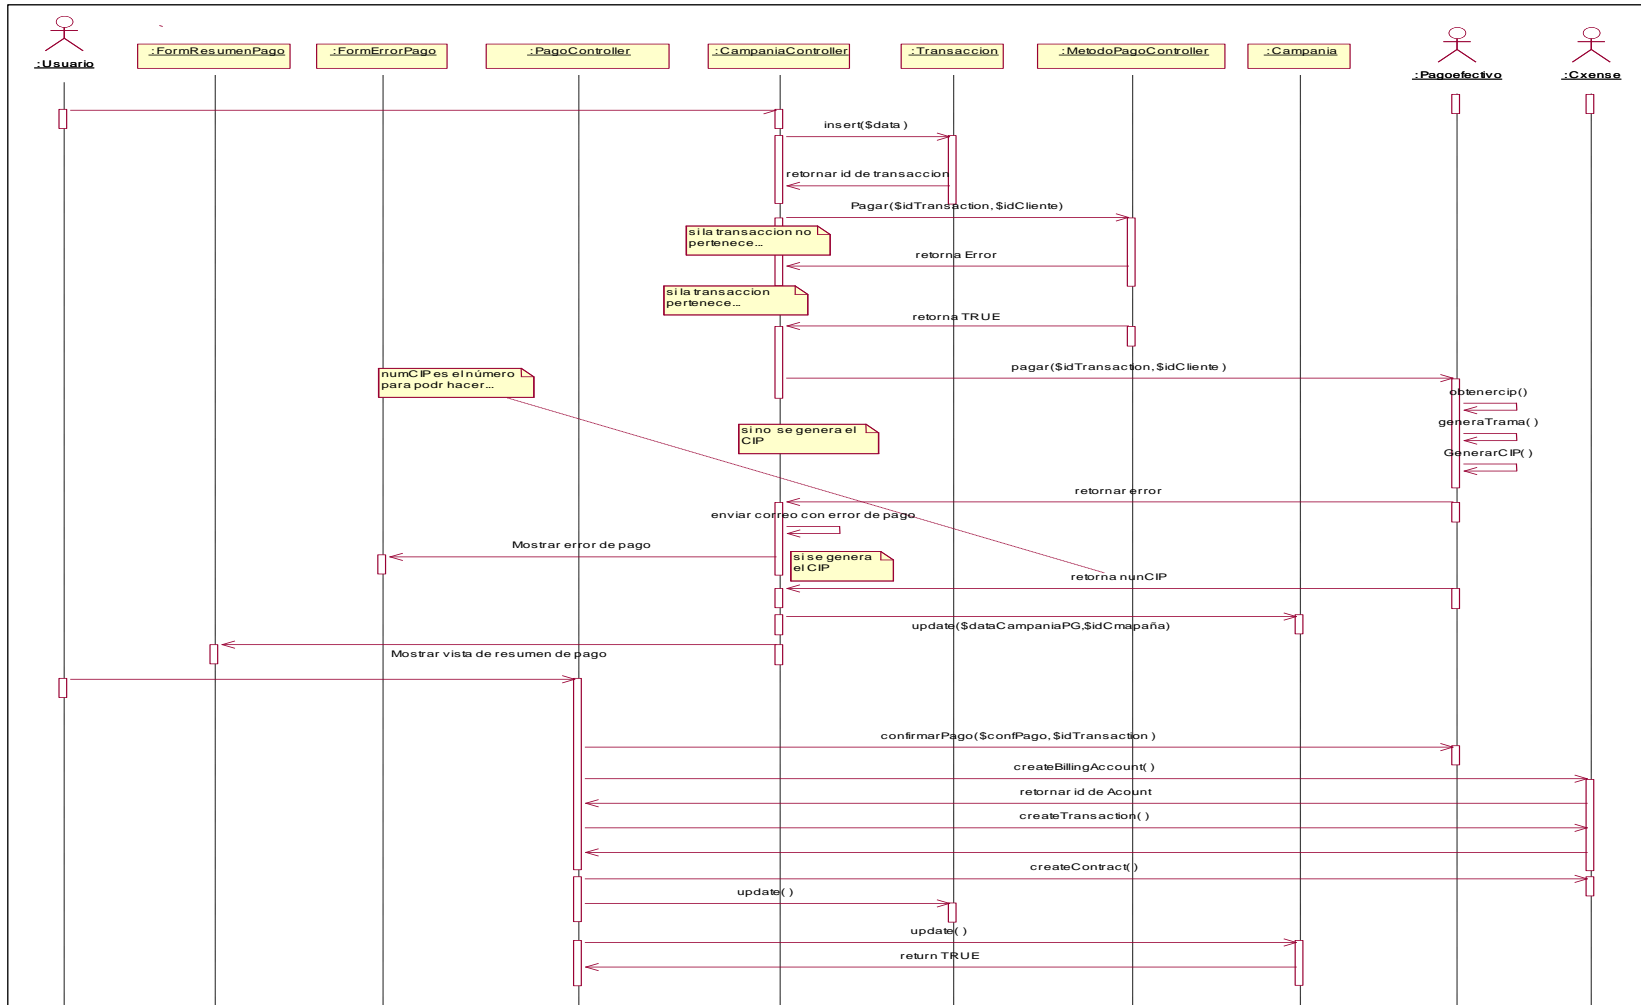 :Usuario
:FormResumenPago
:FormErrorPago
:PagoController
:CampaniaController
:Transaccion
:MetodoPagoController
:Campania
:Pagoefectivo
:Cxense
insert($data)
retornar id de transaccion
Pagar($idTransaction, $idCliente)
si la transaccion no
pertenece...
retorna Error
si la transaccion
pertenece...
retorna TRUE
pagar($idTransaction, $idCliente)
numCIP es el número
para podr hacer...
obtenercip()
generaTrama()
GenerarCIP()
si no se genera el
CIP
retornar error
enviar correo con error de pago
Mostrar error de pago
si se genera
el CIP
retorna nunCIP
update($dataCampaniaPG,$idCmapaña)
Mostrar vista de resumen de pago
confirmarPago($confPago, $idTransaction)
createBillingAccount()
retornar id de Acount
createTransaction()
createContract()
update()
update()
return TRUE